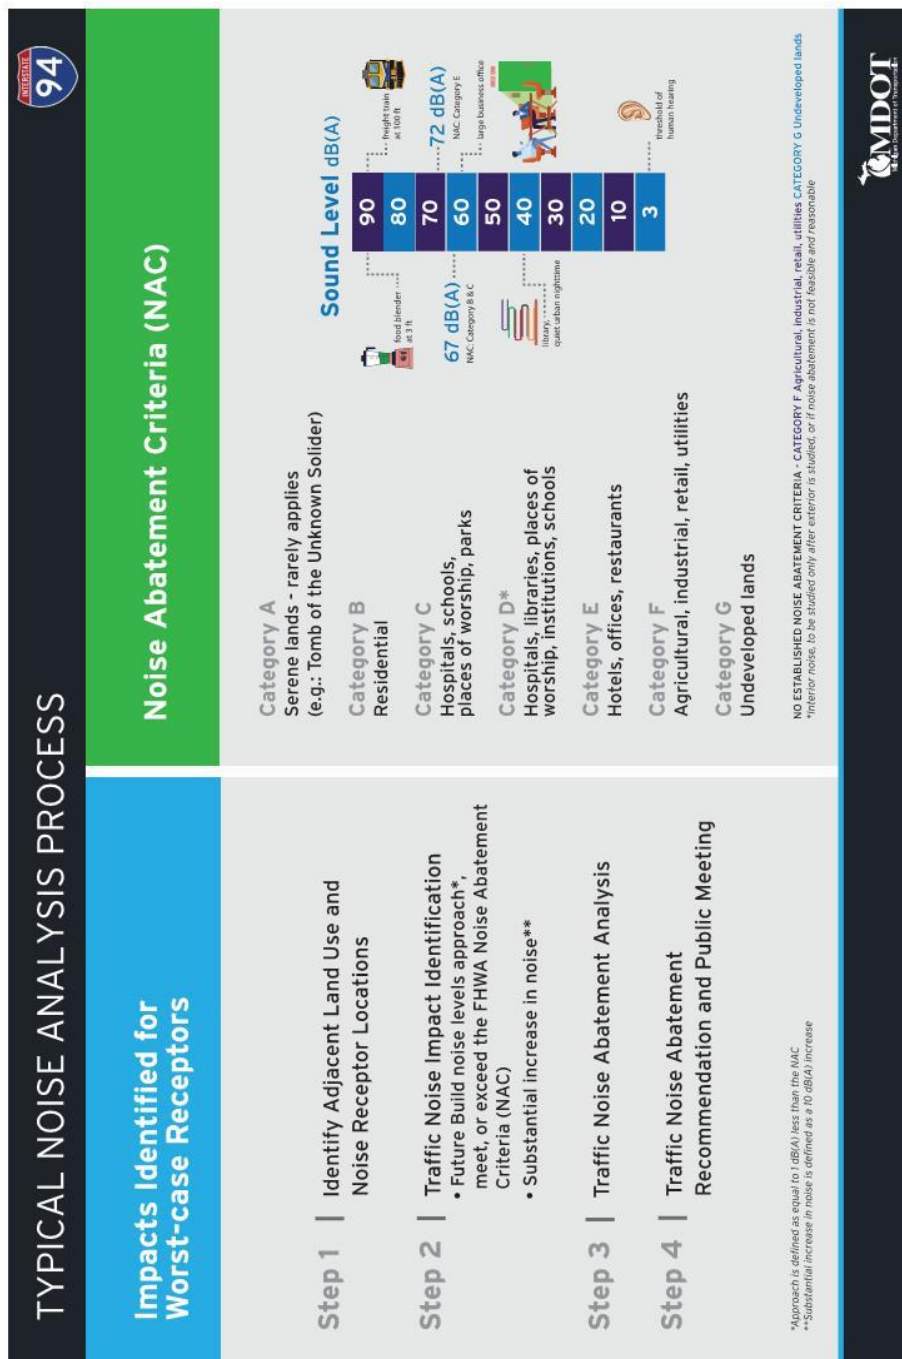 TYPICAL NOISE ANALYSIS PROCESS
INTERSTATE
94
Impacts Identified for
Worst-case Receptors
Step 1 | Identify Adjacent Land Use and
Noise Receptor Locations
Step 2 | Traffic Noise Impact Identification
• Future Build noise levels approach*,
meet, or exceed the FHWA Noise Abatement
Criteria (NAC)
• Substantial increase in noise**
Step 3 | Traffic Noise Abatement Analysis
Step 4 | Traffic Noise Abatement
Recommendation and Public Meeting
*Approach is defined as equal to 1 dB(A) less than the NAC
**Substantial increase in noise is defined as a 10 dB(A) increase
Noise Abatement Criteria (NAC)
Category A
Serene lands - rarely applies
(e.g.: Tomb of the Unknown Solider)
Category B
Residential
Category C
Hospitals, schools,
places of worship, parks
Category D*
Hospitals, libraries, places of
worship, institutions, schools
Category E
Hotels, offices, restaurants
Category F
Agricultural, industrial, retail, utilities
Category G
Undeveloped lands
Sound Level dB(A)
food blender
at 3 ft
67 dB(A)
NAC: Category B & C
library,
quiet urban nighttime
90
80
70
60
50
40
30
20
10
3
freight train
at 100 ft
72 dB(A)
NAC: Category E
large business office
threshold of
human hearing
NO ESTABLISHED NOISE ABATEMENT CRITERIA - CATEGORY F Agricultural, industrial, retail, utilities CATEGORY G Undeveloped lands
*Interior noise, to be studied only after exterior is studied, or if noise abatement is not feasible and reasonable
MDOT
Michigan Department of Transportation